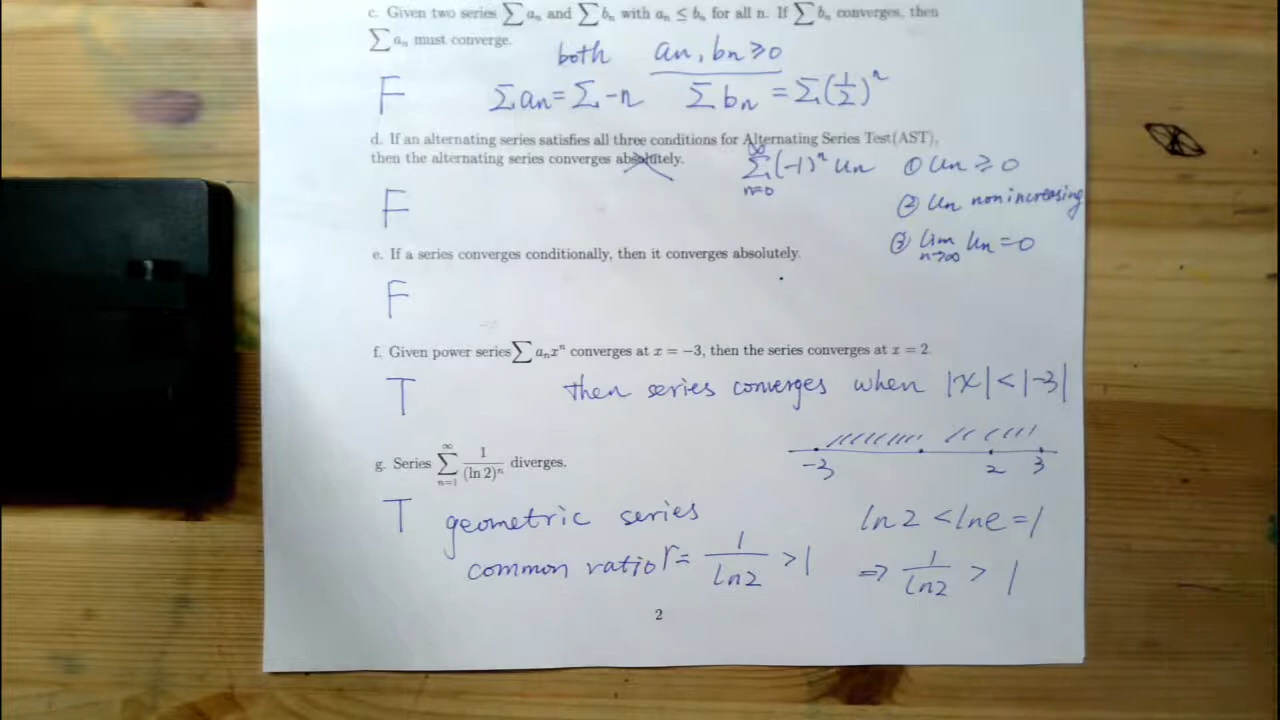 c. Given two series ∑ aₙ and ∑ bₙ with aₙ ≤ bₙ for all n. If ∑ bₙ converges, then
∑ aₙ must converge.
both aₙ, bₙ ≥ 0
F ∑ aₙ = ∑ -n ∑ bₙ = ∑ (1/2)ⁿ
d. If an alternating series satisfies all three conditions for Alternating Series Test(AST),
then the alternating series converges absolutely.
∑_{n=0}^{∞} (-1)ⁿ uₙ ① uₙ ≥ 0
F
② uₙ nonincreasing
③ lim_{n→∞} uₙ = 0
e. If a series converges conditionally, then it converges absolutely.
F
f. Given power series ∑ aₙxⁿ converges at x = −3, then the series converges at x = 2
T then series converges when |x| < |-3|
-3 2 3
g. Series ∑_{n=1}^{∞} 1/(ln 2)ⁿ diverges.
T geometric series ln2 < lne = 1
common ratio r = 1/ln2 > 1 ⇒ 1/ln2 > 1
2